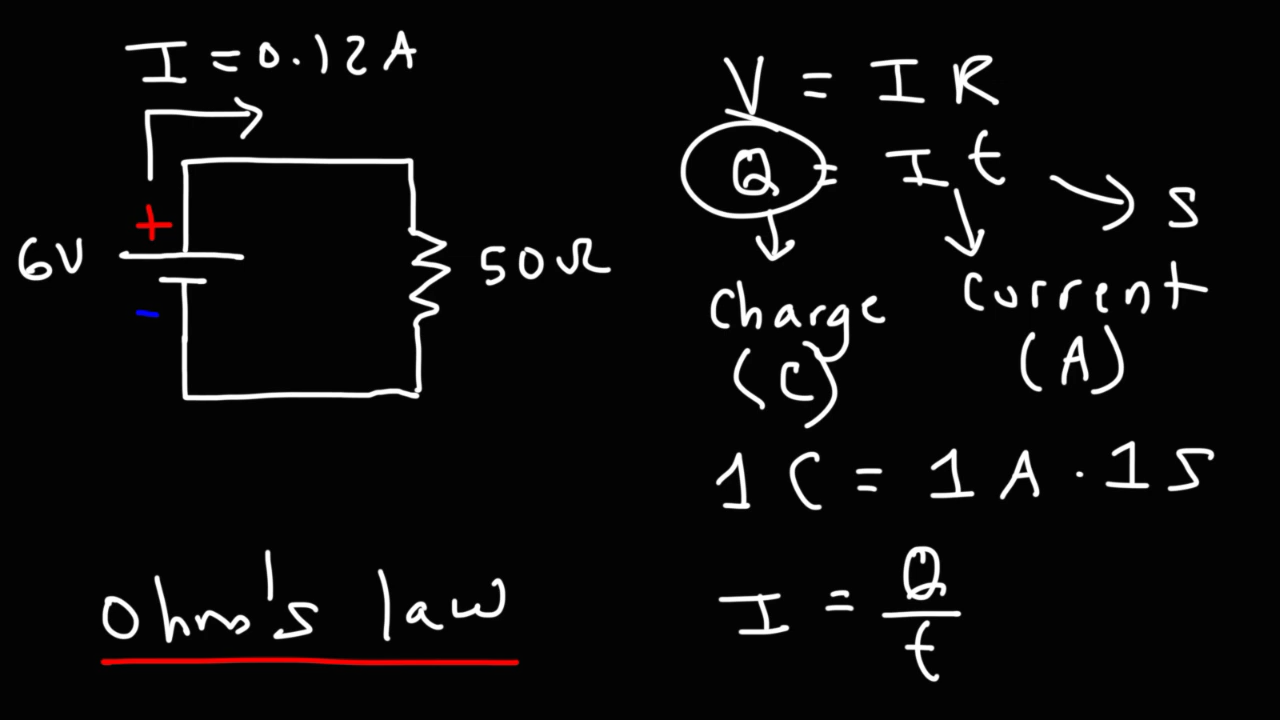 I = 0.12A
+
6V
-
50Ω
Ohm's law
V = IR
Q = It
→ s
Charge
(C)
Current
(A)
1 C = 1 A · 1 s
I = Q/t